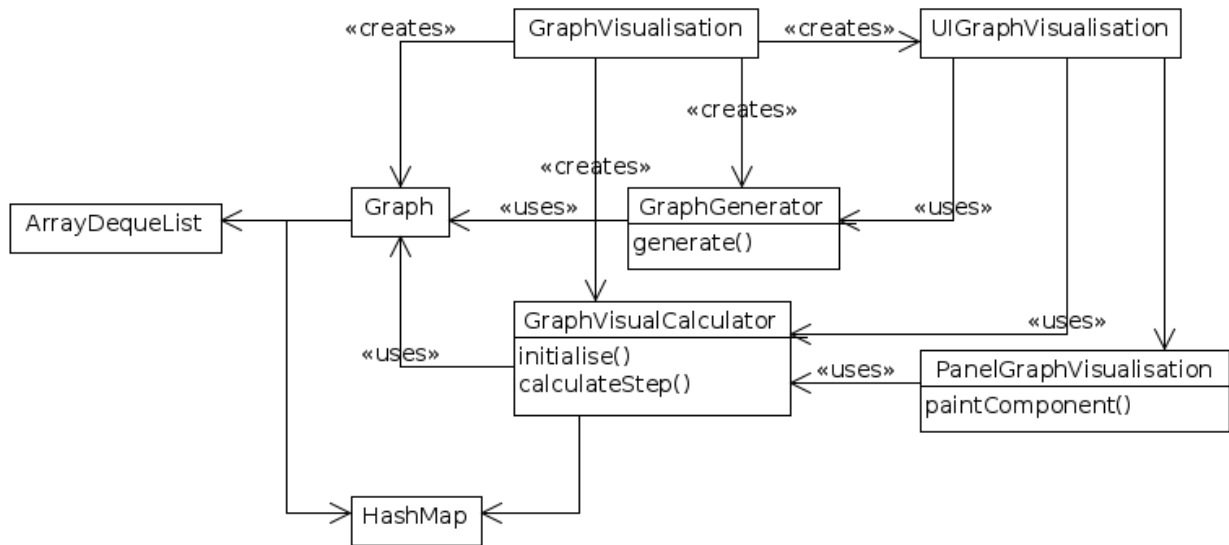 «creates» GraphVisualisation «creates» UIGraphVisualisation
«creates»
«creates»
ArrayDequeList
Graph
«uses»
GraphGenerator
generate()
«uses»
GraphVisualCalculator
initialise()
calculateStep()
«uses»
«uses»
«uses»
PanelGraphVisualisation
paintComponent()
HashMap